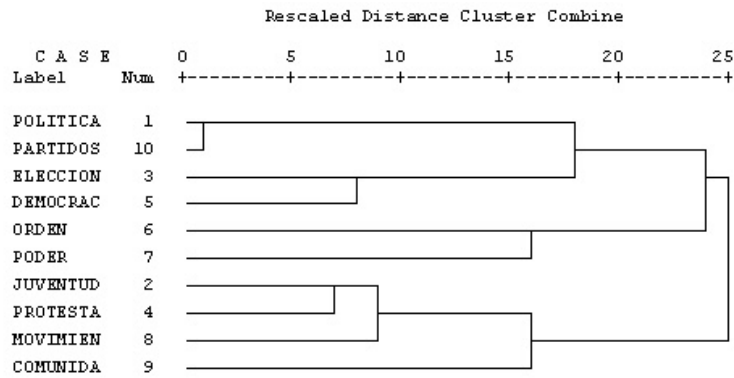 Rescaled Distance Cluster Combine
C A S E 0 5 10 15 20 25
Label Num +---------+---------+---------+---------+---------+
POLITICA 1
PARTIDOS 10
ELECCION 3
DEMOCRAC 5
ORDEN 6
PODER 7
JUVENTUD 2
PROTESTA 4
MOVIMIEN 8
COMUNIDA 9